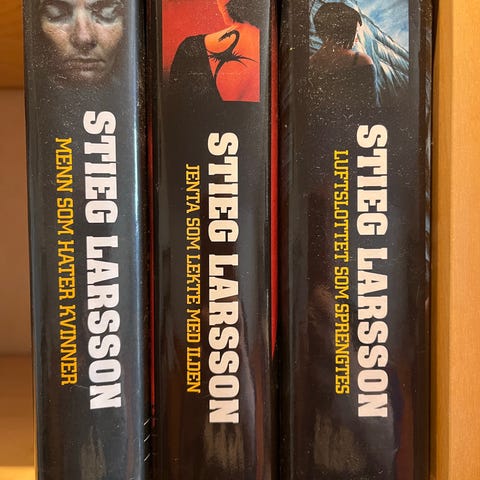 STIEG LARSSON
MENN SOM HATER KVINNER
STIEG LARSSON
JENTA SOM LEKTE MED ILDEN
STIEG LARSSON
LUFTSLOTTET SOM SPRENGTES